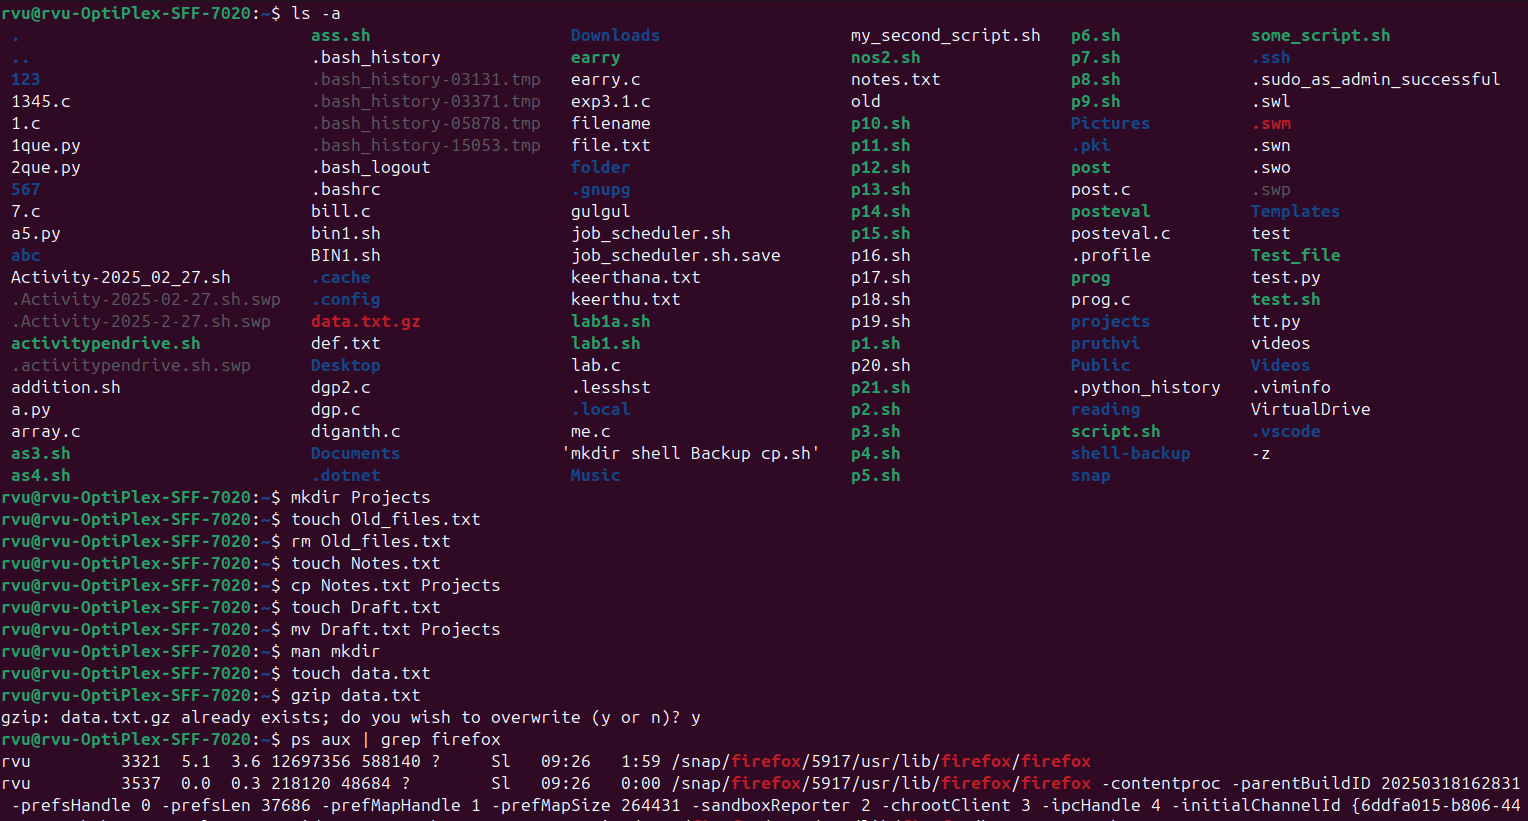 rvu@rvu-OptiPlex-SFF-7020:~$ ls -a
. ass.sh Downloads my_second_script.sh p6.sh some_script.sh
.. .bash_history earry nos2.sh p7.sh .ssh
123 .bash_history-03131.tmp earry.c notes.txt p8.sh .sudo_as_admin_successful
1345.c .bash_history-03371.tmp exp3.1.c old p9.sh .swl
1.c .bash_history-05878.tmp filename p10.sh Pictures .swm
1que.py .bash_history-15053.tmp file.txt p11.sh .pki .swn
2que.py .bash_logout folder p12.sh post .swo
567 .bashrc .gnupg p13.sh post.c .swp
7.c bill.c gulgul p14.sh posteval Templates
a5.py bin1.sh job_scheduler.sh p15.sh posteval.c test
abc BIN1.sh job_scheduler.sh.save p16.sh .profile Test_file
Activity-2025_02_27.sh .cache keerthana.txt p17.sh prog test.py
.Activity-2025-02-27.sh.swp .config keerthu.txt p18.sh prog.c test.sh
.Activity-2025-2-27.sh.swp data.txt.gz lab1a.sh p19.sh projects tt.py
activitypendrive.sh def.txt lab1.sh p1.sh pruthvi videos
.activitypendrive.sh.swp Desktop lab.c p20.sh Public Videos
addition.sh dgp2.c .lesshst p21.sh .python_history .viminfo
a.py dgp.c .local p2.sh reading VirtualDrive
array.c diganth.c me.c p3.sh script.sh .vscode
as3.sh Documents 'mkdir shell Backup cp.sh' p4.sh shell-backup -z
as4.sh .dotnet Music p5.sh snap
rvu@rvu-OptiPlex-SFF-7020:~$ mkdir Projects
rvu@rvu-OptiPlex-SFF-7020:~$ touch Old_files.txt
rvu@rvu-OptiPlex-SFF-7020:~$ rm Old_files.txt
rvu@rvu-OptiPlex-SFF-7020:~$ touch Notes.txt
rvu@rvu-OptiPlex-SFF-7020:~$ cp Notes.txt Projects
rvu@rvu-OptiPlex-SFF-7020:~$ touch Draft.txt
rvu@rvu-OptiPlex-SFF-7020:~$ mv Draft.txt Projects
rvu@rvu-OptiPlex-SFF-7020:~$ man mkdir
rvu@rvu-OptiPlex-SFF-7020:~$ touch data.txt
rvu@rvu-OptiPlex-SFF-7020:~$ gzip data.txt
gzip: data.txt.gz already exists; do you wish to overwrite (y or n)? y
rvu@rvu-OptiPlex-SFF-7020:~$ ps aux | grep firefox
rvu 3321 5.1 3.6 12697356 588140 ? Sl 09:26 1:59 /snap/firefox/5917/usr/lib/firefox/firefox
rvu 3537 0.0 0.3 218120 48684 ? Sl 09:26 0:00 /snap/firefox/5917/usr/lib/firefox/firefox -contentproc -parentBuildID 20250318162831
-prefsHandle 0 -prefsLen 37686 -prefMapHandle 1 -prefMapSize 264431 -sandboxReporter 2 -chrootClient 3 -ipcHandle 4 -initialChannelId {6ddfa015-b806-44